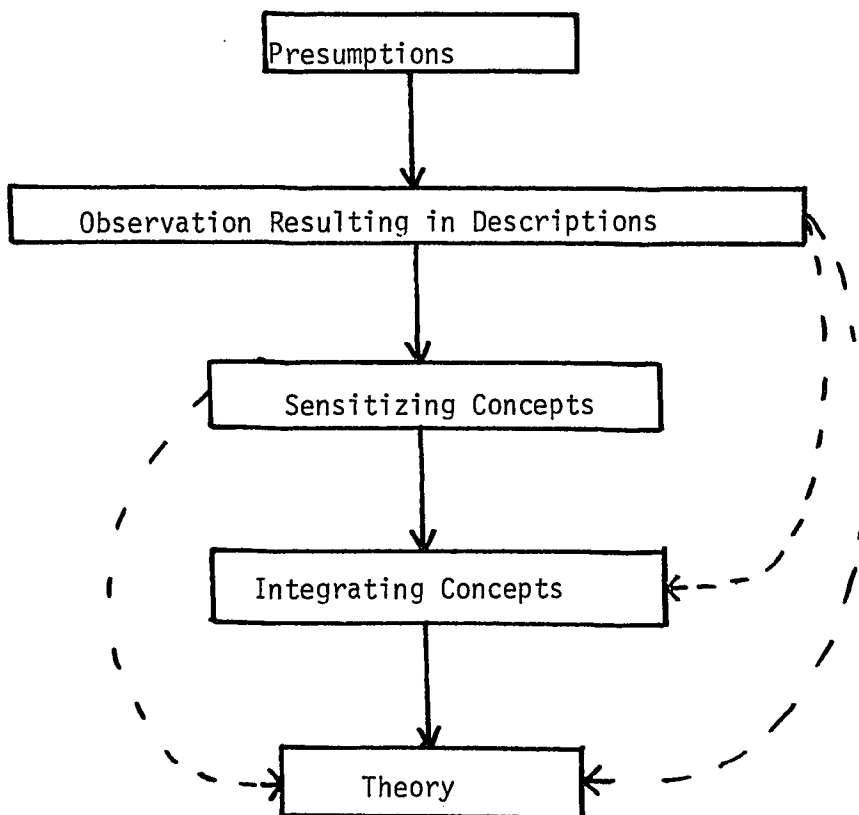 Presumptions
Observation Resulting in Descriptions
Sensitizing Concepts
Integrating Concepts
Theory